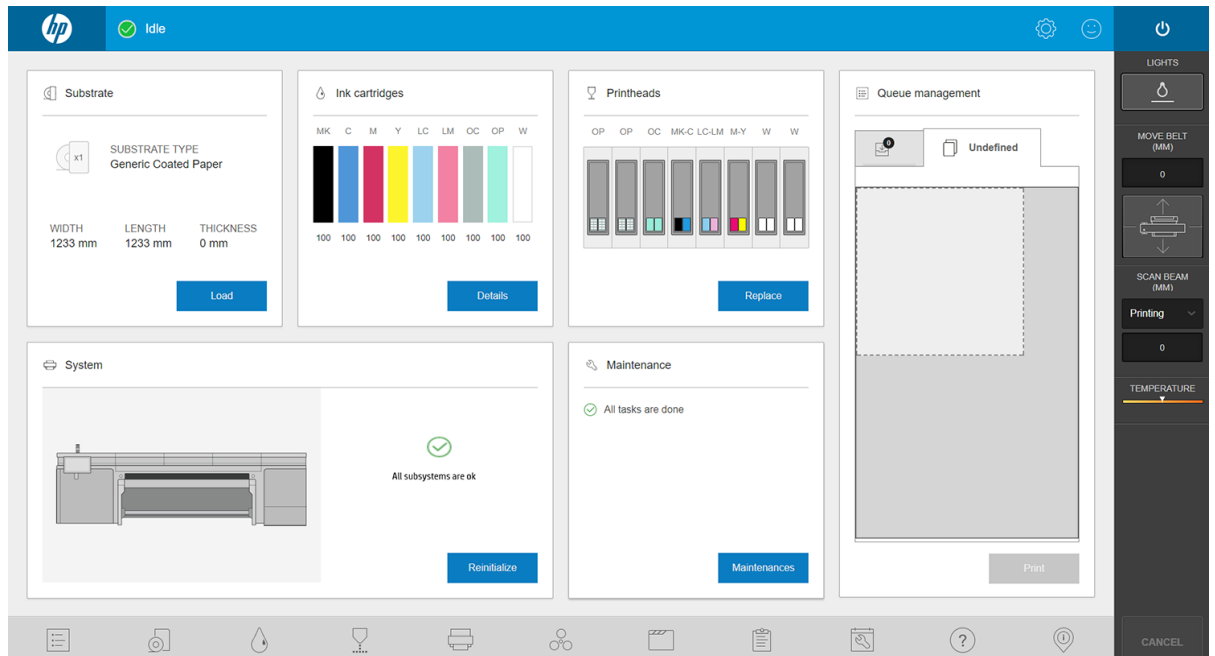 hp
Idle
Substrate
x1
SUBSTRATE TYPE
Generic Coated Paper
WIDTH LENGTH THICKNESS
1233 mm 1233 mm 0 mm
Load
Ink cartridges
MK C M Y LC LM OC OP W
100 100 100 100 100 100 100 100 100
Details
Printheads
OP OP OC MK-C LC-LM M-Y W W
Replace
Queue management
0
Undefined
Print
System
All subsystems are ok
Reinitialize
Maintenance
All tasks are done
Maintenances
LIGHTS
MOVE BELT
(MM)
0
SCAN BEAM
(MM)
Printing
0
TEMPERATURE
CANCEL
?